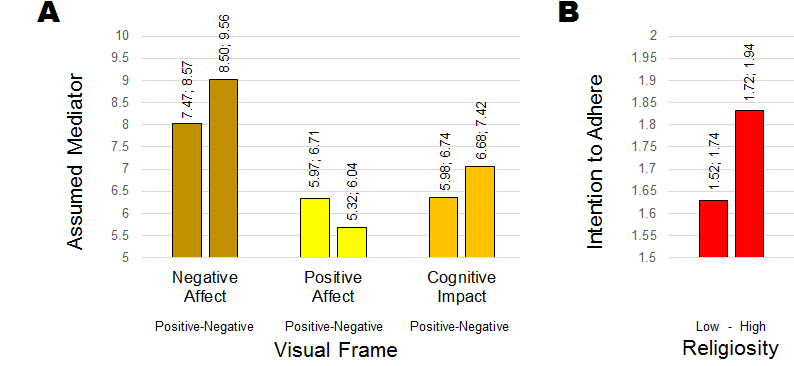 A
Assumed Mediator
10
9.5
9
8.5
8
7.5
7
6.5
6
5.5
5
7.47; 8.57
8.50; 9.56
5.97; 6.71
5.32; 6.04
5.98; 6.74
6.68; 7.42
Negative
Affect
Positive
Affect
Cognitive
Impact
Positive-Negative
Positive-Negative
Positive-Negative
Visual Frame
B
Intention to Adhere
2
1.95
1.9
1.85
1.8
1.75
1.7
1.65
1.6
1.55
1.5
1.52; 1.74
1.72; 1.94
Low - High
Religiosity